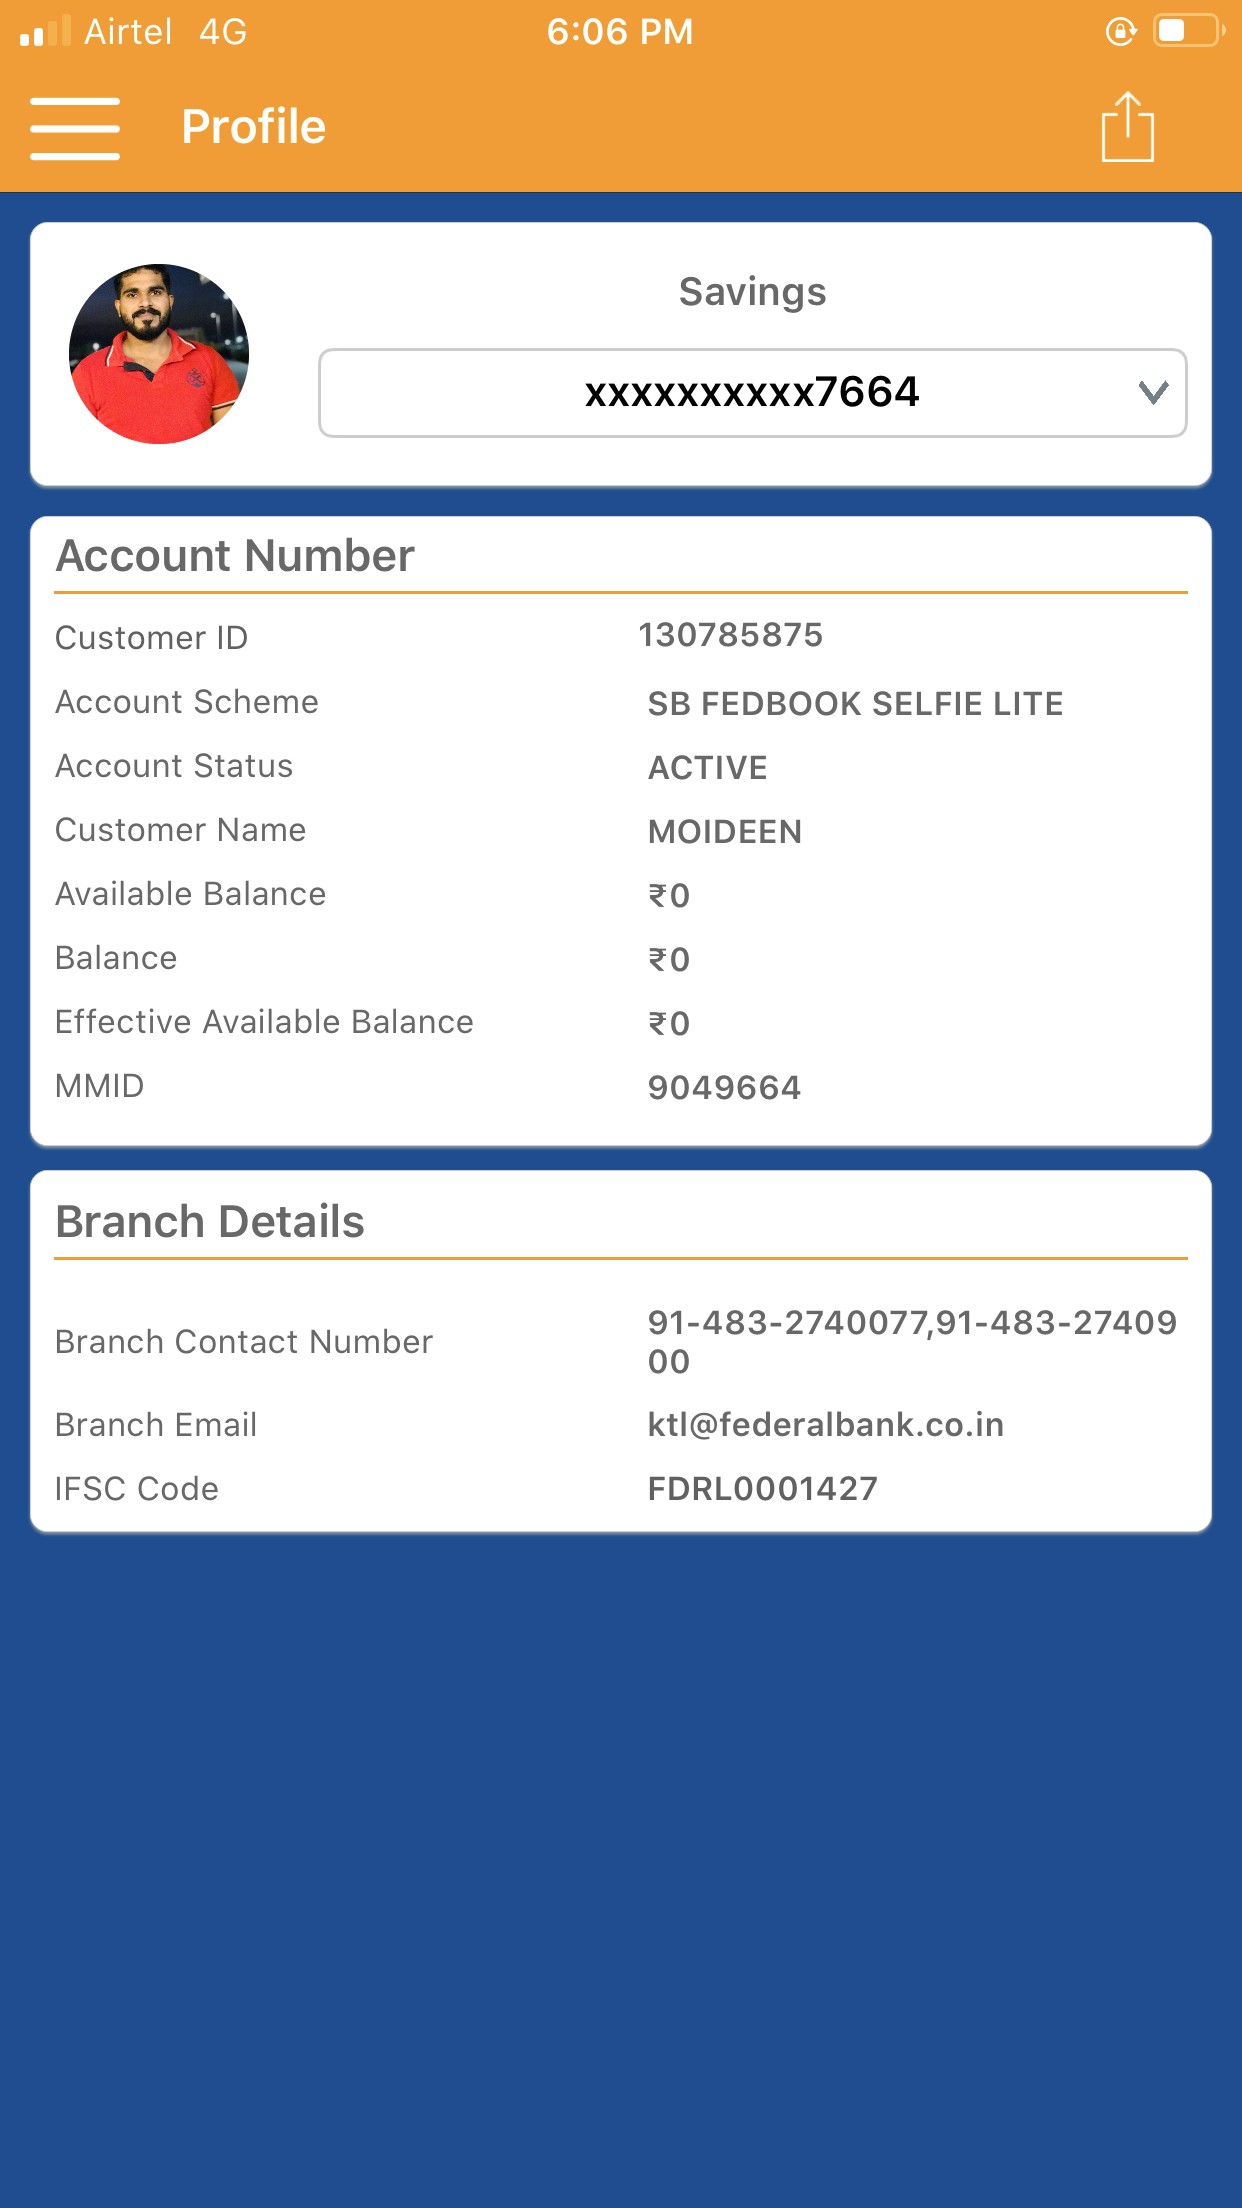 Airtel 4G 6:06 PM
Profile
Savings
xxxxxxxxxx7664
Account Number
Customer ID 130785875
Account Scheme SB FEDBOOK SELFIE LITE
Account Status ACTIVE
Customer Name MOIDEEN
Available Balance ₹0
Balance ₹0
Effective Available Balance ₹0
MMID 9049664
Branch Details
Branch Contact Number 91-483-2740077,91-483-27409
00
Branch Email ktl@federalbank.co.in
IFSC Code FDRL0001427